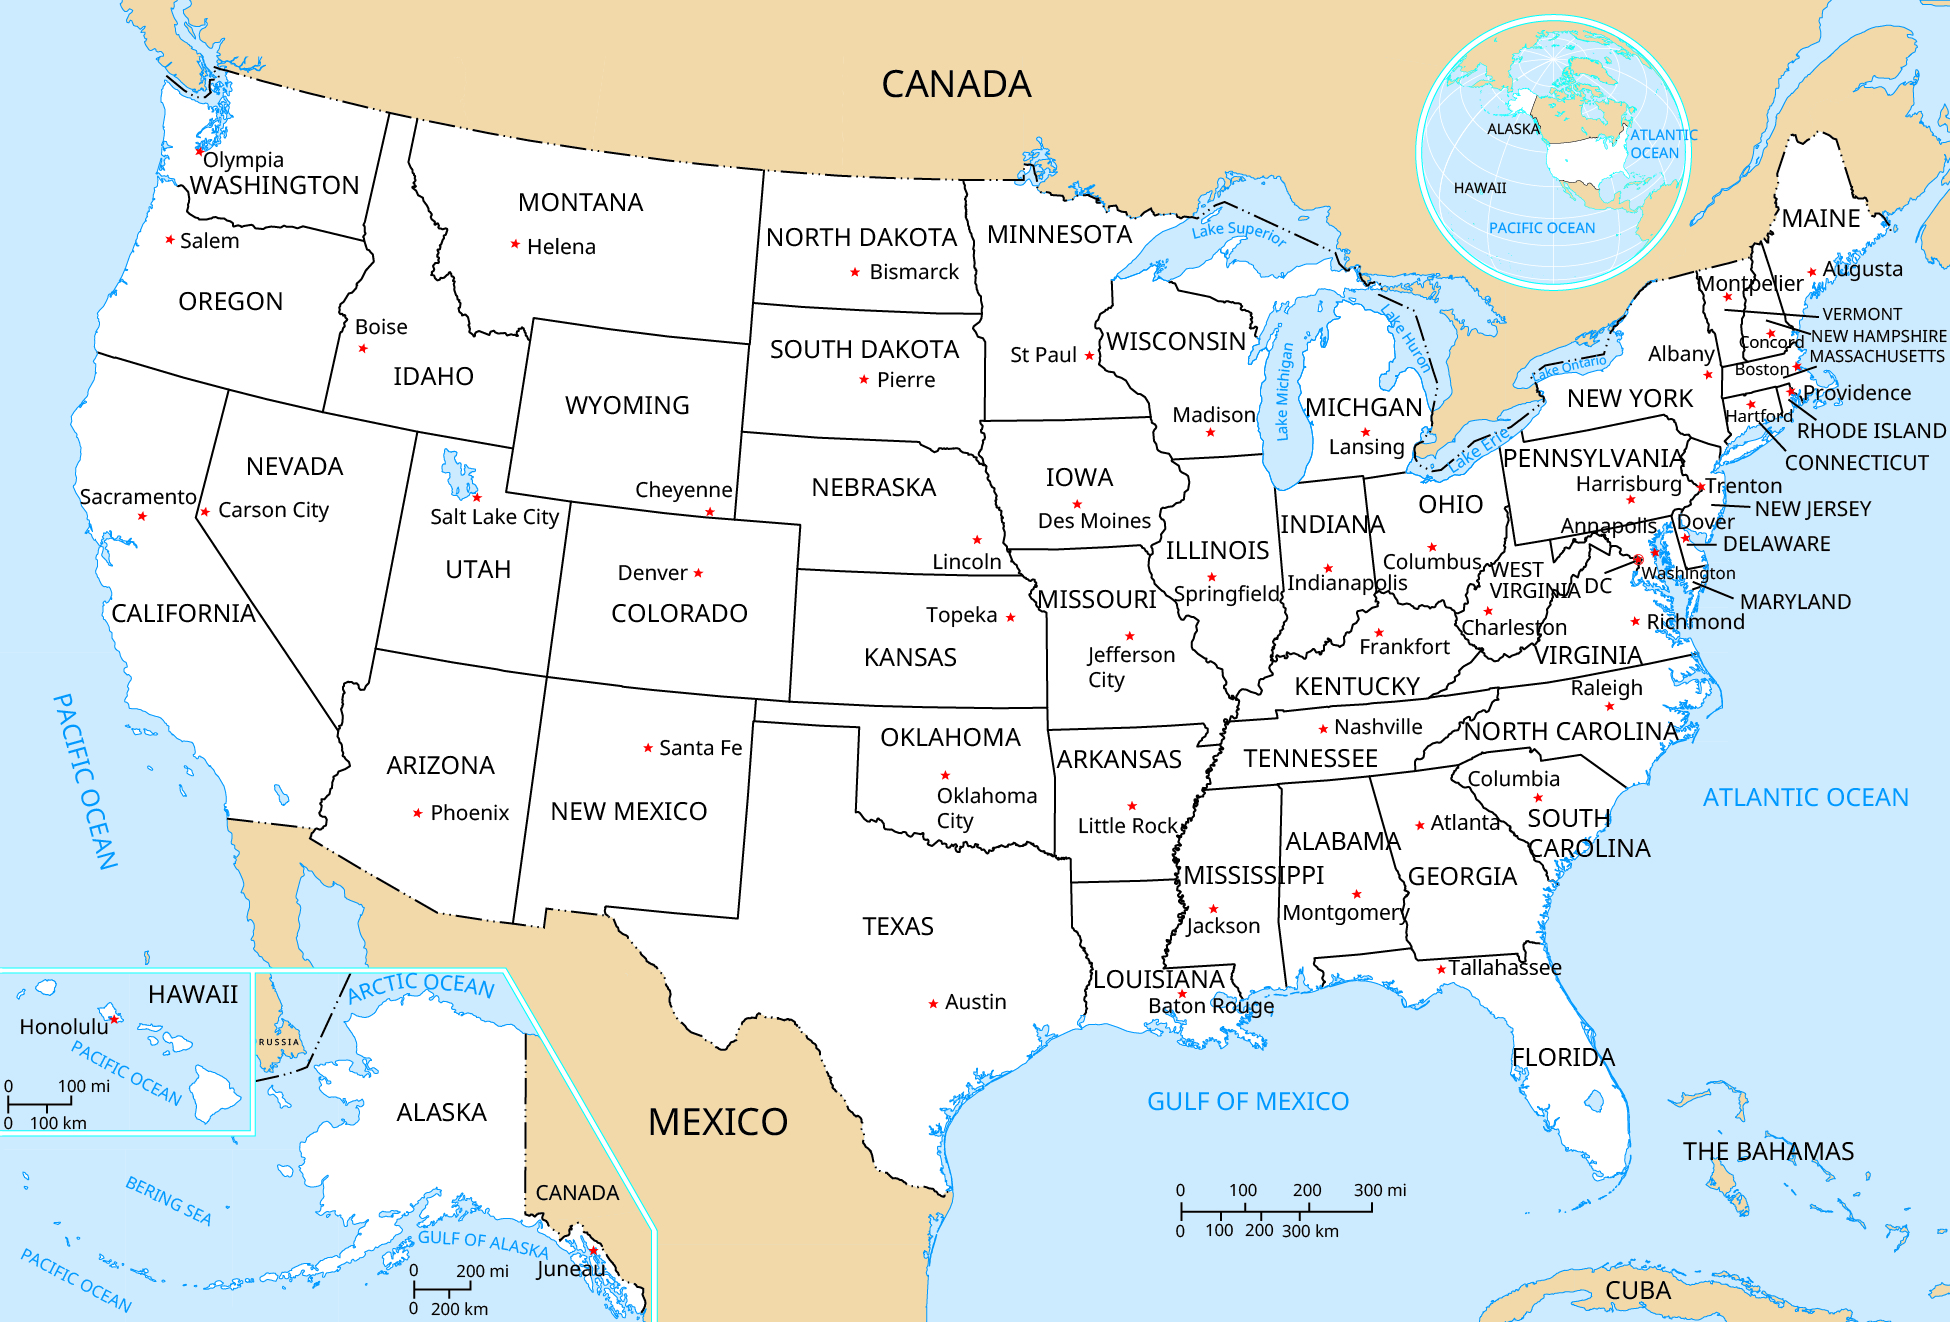 CANADA
ALASKA
ATLANTIC
OCEAN
HAWAII
PACIFIC OCEAN
Olympia
WASHINGTON
Salem
OREGON
MONTANA
Helena
Boise
IDAHO
NORTH DAKOTA
Bismarck
MINNESOTA
St Paul
Lake Superior
SOUTH DAKOTA
Pierre
WYOMING
Cheyenne
WISCONSIN
Madison
Lake Michigan
Lake Huron
MICHGAN
Lansing
Lake Ontario
Lake Erie
MAINE
Augusta
Montpelier
VERMONT
NEW HAMPSHIRE
Concord
MASSACHUSETTS
Boston
Albany
NEW YORK
Providence
Hartford
RHODE ISLAND
CONNECTICUT
PENNSYLVANIA
Harrisburg
Trenton
NEW JERSEY
Annapolis
Dover
DELAWARE
Washington
DC
MARYLAND
NEVADA
Sacramento
Carson City
CALIFORNIA
Salt Lake City
UTAH
Denver
COLORADO
NEBRASKA
Lincoln
IOWA
Des Moines
ILLINOIS
Springfield
INDIANA
Indianapolis
OHIO
Columbus
WEST
VIRGINIA
Charleston
Richmond
VIRGINIA
Topeka
KANSAS
MISSOURI
Jefferson
City
Frankfort
KENTUCKY
Raleigh
NORTH CAROLINA
Nashville
TENNESSEE
PACIFIC OCEAN
ARIZONA
Phoenix
Santa Fe
NEW MEXICO
OKLAHOMA
Oklahoma
City
ARKANSAS
Little Rock
Columbia
SOUTH
CAROLINA
ATLANTIC OCEAN
Atlanta
GEORGIA
ALABAMA
Montgomery
MISSISSIPPI
Jackson
TEXAS
Austin
LOUISIANA
Baton Rouge
Tallahassee
FLORIDA
GULF OF MEXICO
MEXICO
THE BAHAMAS
CUBA
0 100 200 300 mi
0 100 200 300 km
HAWAII
Honolulu
PACIFIC OCEAN
0 100 mi
0 100 km
ARCTIC OCEAN
RUSSIA
ALASKA
CANADA
BERING SEA
GULF OF ALASKA
PACIFIC OCEAN
Juneau
0 200 mi
0 200 km